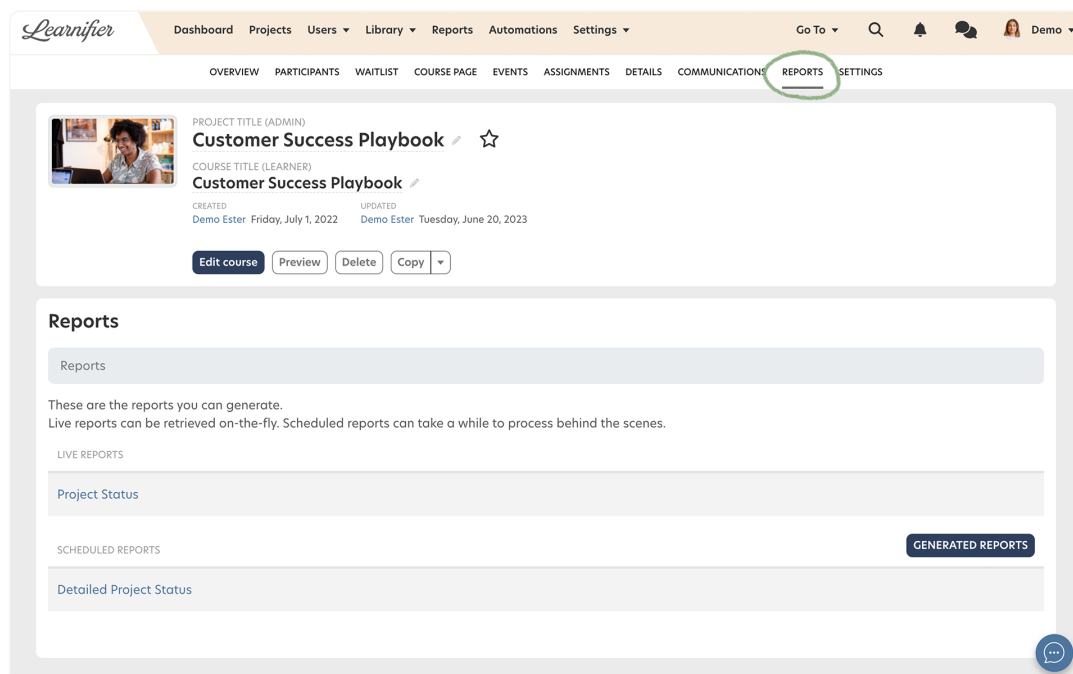 Learnifier
Dashboard Projects Users Library Reports Automations Settings Go To Demo
OVERVIEW PARTICIPANTS WAITLIST COURSE PAGE EVENTS ASSIGNMENTS DETAILS COMMUNICATIONS REPORTS SETTINGS
PROJECT TITLE (ADMIN)
Customer Success Playbook
COURSE TITLE (LEARNER)
Customer Success Playbook
CREATED UPDATED
Demo Ester Friday, July 1, 2022 Demo Ester Tuesday, June 20, 2023
Edit course Preview Delete Copy
Reports
Reports
These are the reports you can generate.
Live reports can be retrieved on-the-fly. Scheduled reports can take a while to process behind the scenes.
LIVE REPORTS
Project Status
SCHEDULED REPORTS GENERATED REPORTS
Detailed Project Status